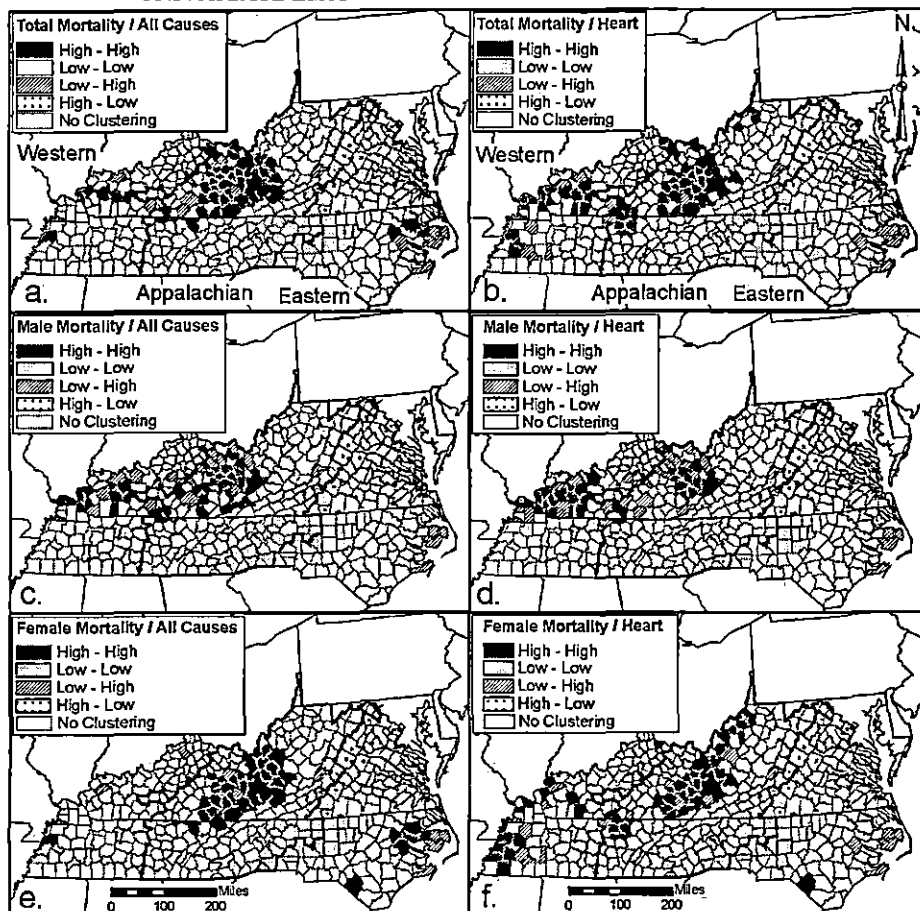 Total Mortality / All Causes
High - High
Low - Low
Low - High
High - Low
No Clustering
Western
a. Appalachian Eastern
Total Mortality / Heart
High - High
Low - Low
Low - High
High - Low
No Clustering
N
Western
b. Appalachian Eastern
Male Mortality / All Causes
High - High
Low - Low
Low - High
High - Low
No Clustering
c.
Male Mortality / Heart
High - High
Low - Low
Low - High
High - Low
No Clustering
d.
Female Mortality / All Causes
High - High
Low - Low
Low - High
High - Low
No Clustering
e.
Miles
0 100 200
Female Mortality / Heart
High - High
Low - Low
Low - High
High - Low
No Clustering
f.
Miles
0 100 200